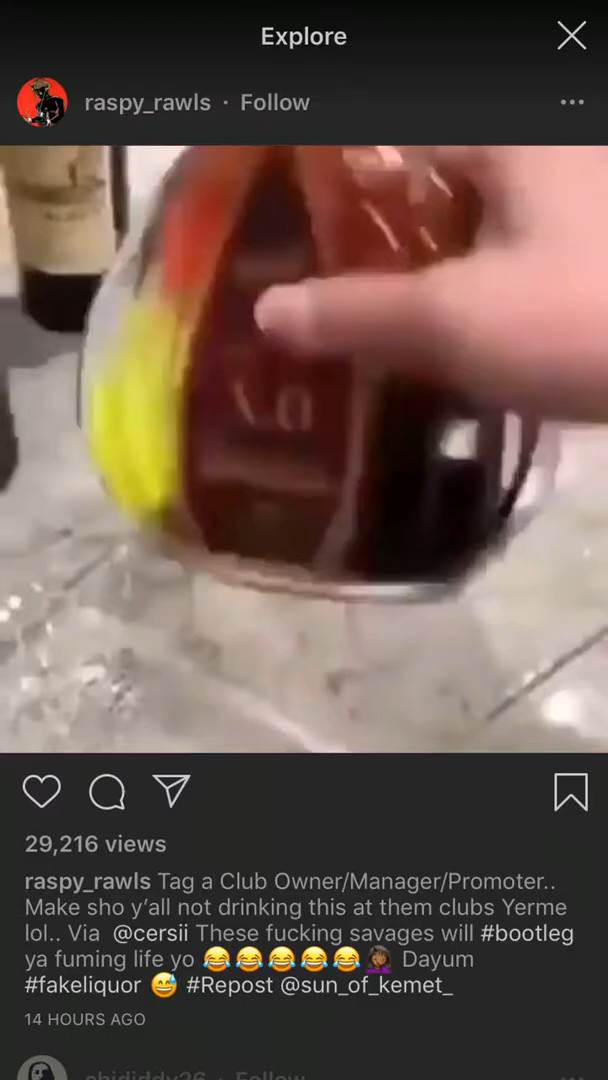 Explore
raspy_rawls · Follow
X.O
29,216 views
raspy_rawls Tag a Club Owner/Manager/Promoter..
Make sho y’all not drinking this at them clubs Yerme
lol.. Via @cersii These fucking savages will #bootleg
ya fuming life yo 😂😂😂😂😂🤦🏾‍♀️ Dayum
#fakeliquor 😅 #Repost @sun_of_kemet_
14 HOURS AGO